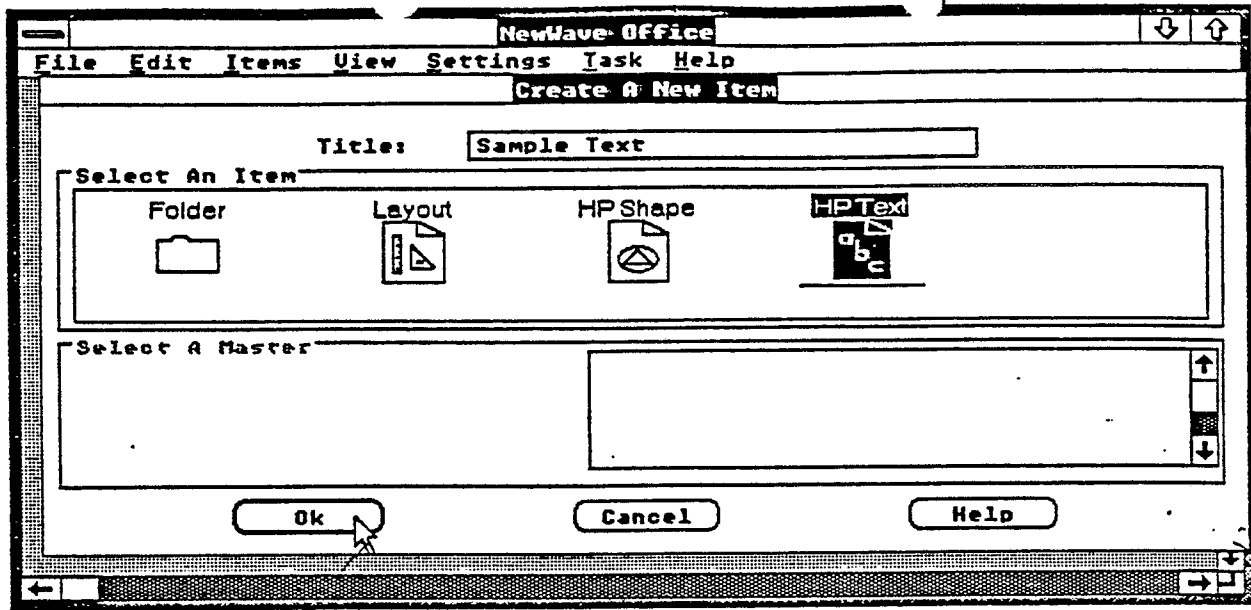 NewWave Office
File Edit Items View Settings Task Help
Create A New Item
Title: Sample Text
Select An Item
Folder Layout HP Shape HP Text
abc
Select A Master
Ok Cancel Help